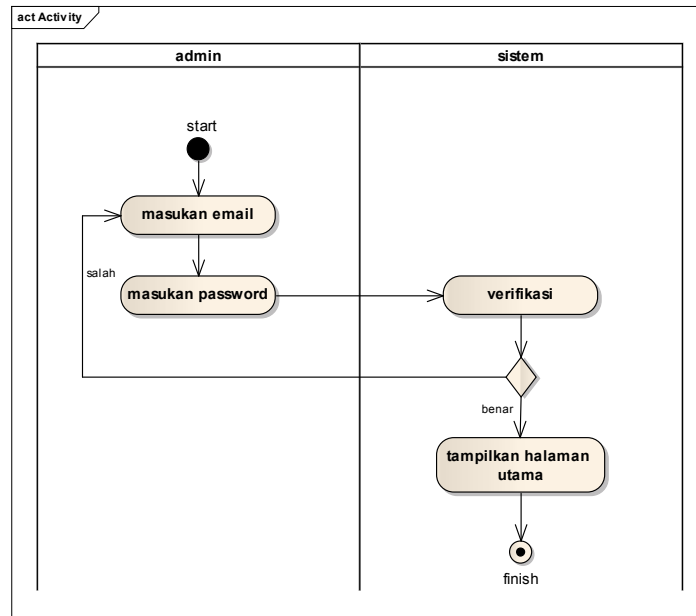 act Activity
admin
sistem
start
masukan email
salah
masukan password
verifikasi
benar
tampilkan halaman
utama
finish